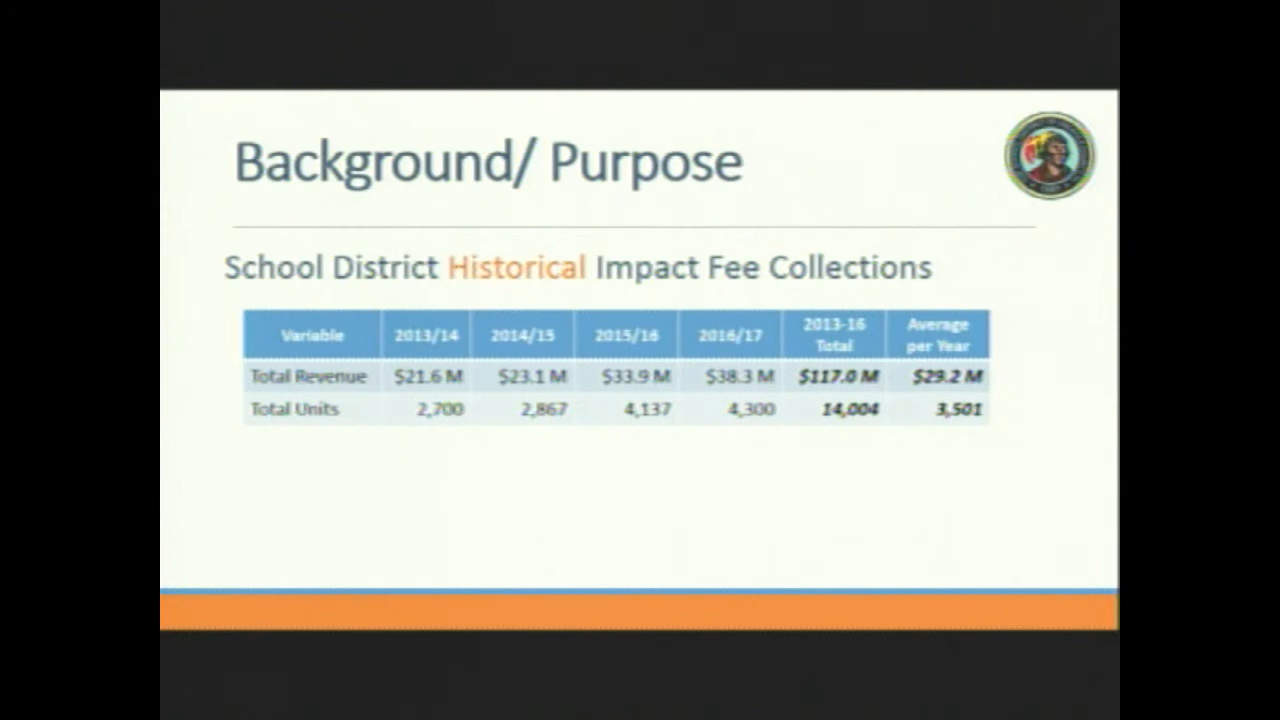 Background/ Purpose
School District Historical Impact Fee Collections
Variable 2013/14 2014/15 2015/16 2016/17 2013-16 Total Average per Year
Total Revenue $21.6 M $23.1 M $33.9 M $38.3 M $117.0 M $29.2 M
Total Units 2,700 2,867 4,137 4,300 14,004 3,501